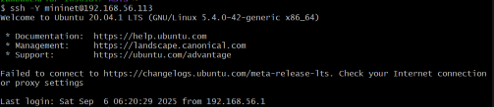 $ ssh -Y mininet@192.168.56.113
Welcome to Ubuntu 20.04.1 LTS (GNU/Linux 5.4.0-42-generic x86_64)
* Documentation: https://help.ubuntu.com
* Management: https://landscape.canonical.com
* Support: https://ubuntu.com/advantage
Failed to connect to https://changelogs.ubuntu.com/meta-release-lts. Check your Internet connection
or proxy settings
Last login: Sat Sep 6 06:20:29 2025 from 192.168.56.1